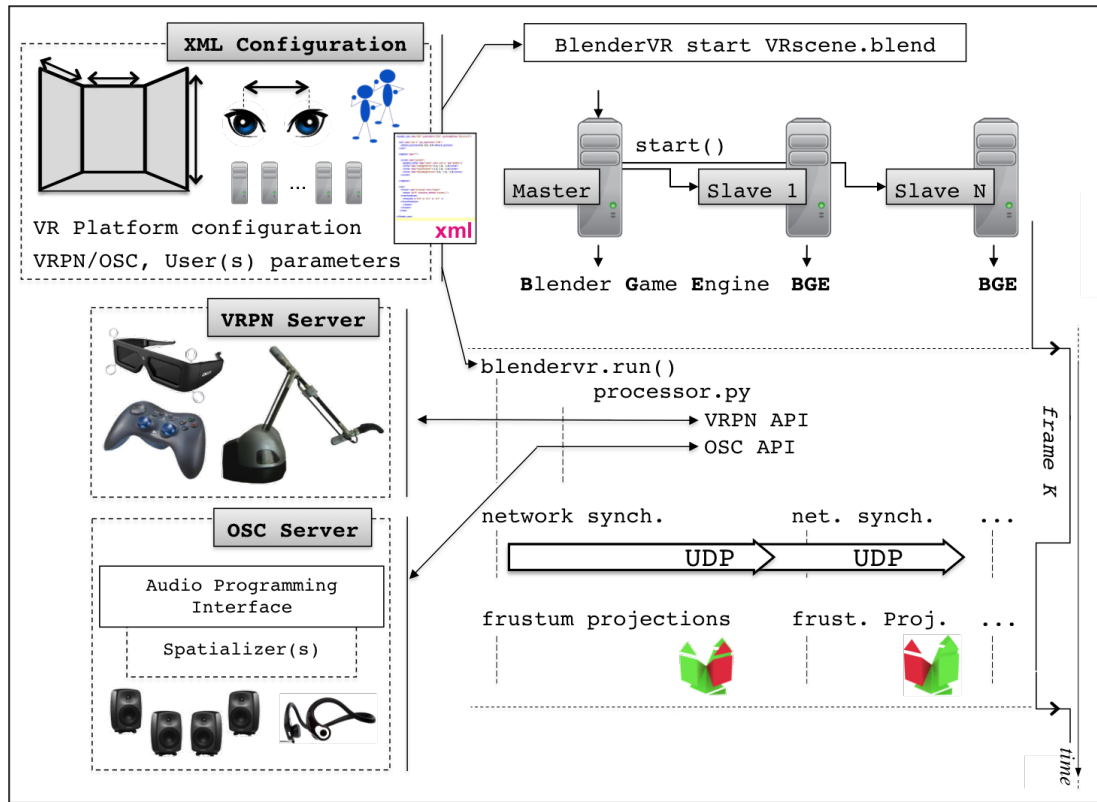 XML Configuration
VR Platform configuration
VRPN/OSC, User(s) parameters
xml
BlenderVR start VRscene.blend
start()
Master
Slave 1
Slave N
Blender Game Engine
BGE
BGE
VRPN Server
blendervr.run()
processor.py
VRPN API
OSC API
frame K
OSC Server
Audio Programming
Interface
Spatializer(s)
network synch.
net. synch.
...
UDP
UDP
frustum projections
frust. Proj.
...
time
...